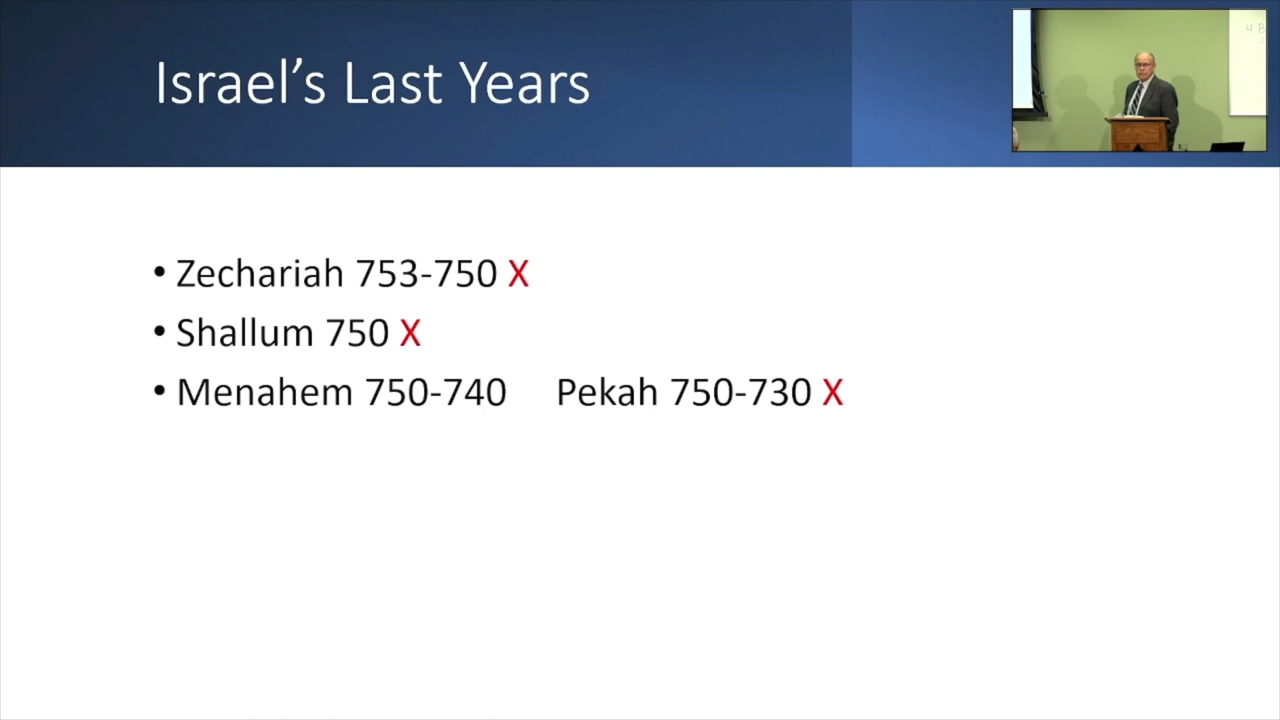 Israel’s Last Years
• Zechariah 753-750 X
• Shallum 750 X
• Menahem 750-740 Pekah 750-730 X